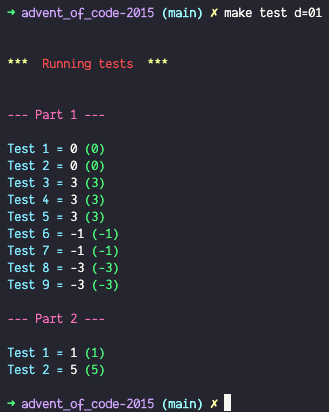 ➜ advent_of_code-2015 (main) ✗ make test d=01
*** Running tests ***
--- Part 1 ---
Test 1 = 0 (0)
Test 2 = 0 (0)
Test 3 = 3 (3)
Test 4 = 3 (3)
Test 5 = 3 (3)
Test 6 = -1 (-1)
Test 7 = -1 (-1)
Test 8 = -3 (-3)
Test 9 = -3 (-3)
--- Part 2 ---
Test 1 = 1 (1)
Test 2 = 5 (5)
➜ advent_of_code-2015 (main) ✗